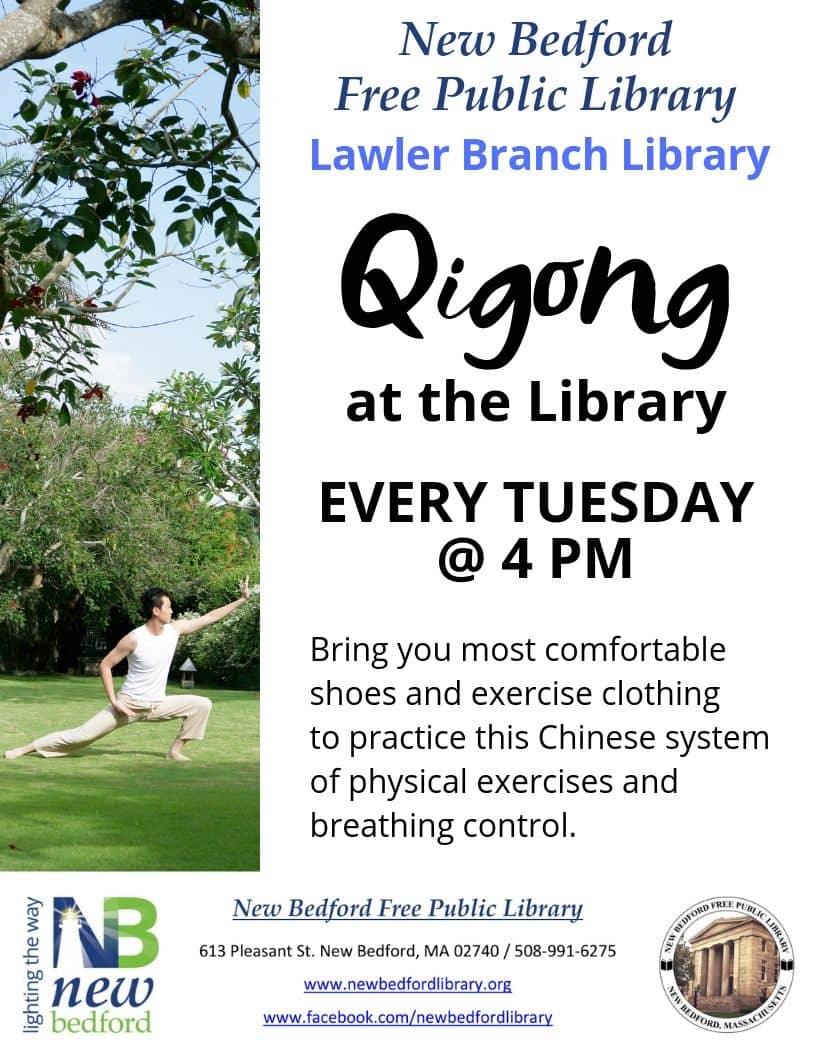 New Bedford
Free Public Library
Lawler Branch Library
Qigong
at the Library
EVERY TUESDAY
@ 4 PM
Bring you most comfortable
shoes and exercise clothing
to practice this Chinese system
of physical exercises and
breathing control.
lighting the way
NB
new
bedford
New Bedford Free Public Library
613 Pleasant St. New Bedford, MA 02740 / 508-991-6275
www.newbedfordlibrary.org
www.facebook.com/newbedfordlibrary
NEW BEDFORD FREE PUBLIC LIBRARY
NEW BEDFORD, MASSACHUSETTS